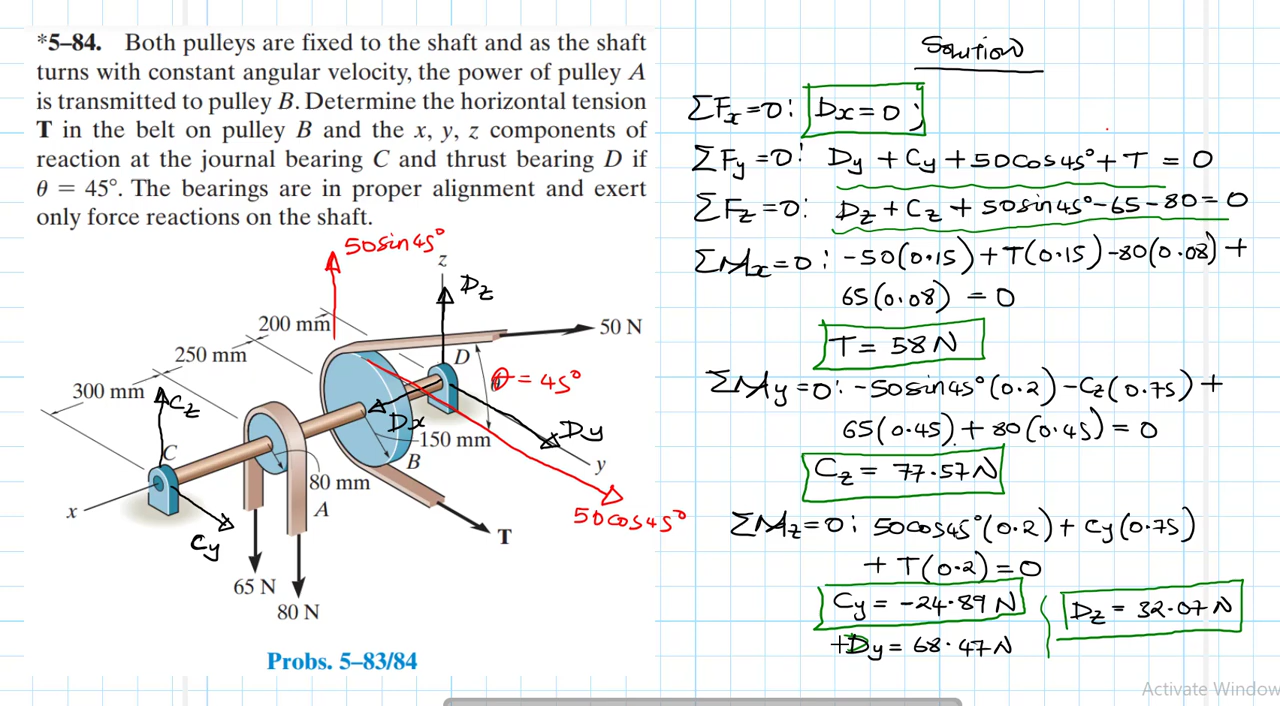 *5–84. Both pulleys are fixed to the shaft and as the shaft
turns with constant angular velocity, the power of pulley A
is transmitted to pulley B. Determine the horizontal tension
T in the belt on pulley B and the x, y, z components of
reaction at the journal bearing C and thrust bearing D if
θ = 45°. The bearings are in proper alignment and exert
only force reactions on the shaft.
50sin45°
z
Dz
200 mm
50 N
250 mm
D
θ = 45°
300 mm
Cz
Dx
Dy
C
150 mm
B
y
80 mm
x
A
50cos45°
Cy
T
65 N
80 N
Probs. 5–83/84
Solution
ΣFx=0: Dx=0;
ΣFy=0: Dy + Cy + 50cos45° + T = 0
ΣFz=0: Dz + Cz + 50sin45° - 65 - 80 = 0
ΣMx=0: -50(0.15) + T(0.15) - 80(0.08) +
65(0.08) = 0
T = 58 N
ΣMy=0: -50sin45°(0.2) - Cz(0.75) +
65(0.45) + 80(0.45) = 0
Cz = 77.57N
ΣMz=0: 50cos45°(0.2) + Cy(0.75)
+ T(0.2) = 0
Cy = -24.89 N
Dz = 32.07 N
+Dy = 68.47N
Activate Window